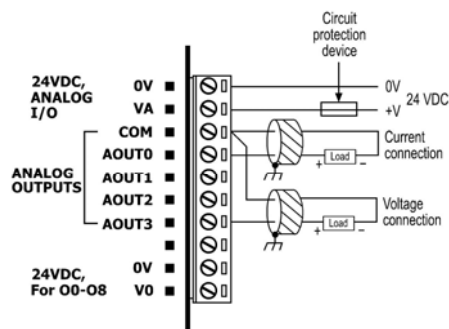 Circuit
protection
device
24VDC,
ANALOG
I/O
0V
VA
0V
+V
24 VDC
COM
AOUT0
AOUT1
AOUT2
AOUT3
ANALOG
OUTPUTS
+ Load −
Current
connection
+ Load −
Voltage
connection
24VDC,
For O0-O8
0V
V0